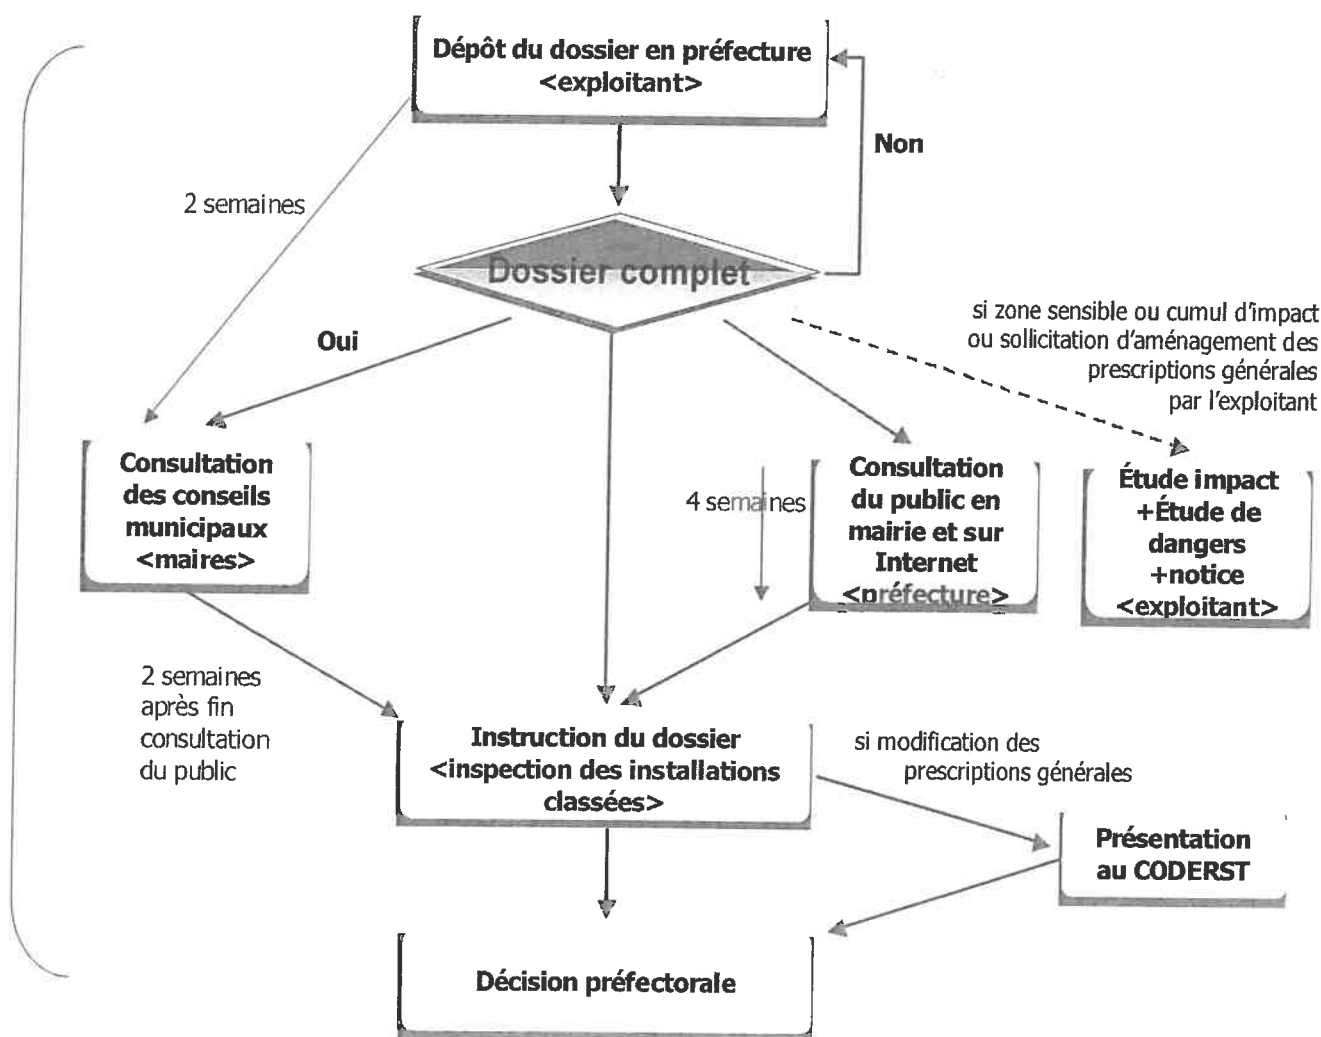 Dépôt du dossier en préfecture
<exploitant>
Non
2 semaines
Dossier complet
si zone sensible ou cumul d'impact
ou sollicitation d'aménagement des
prescriptions générales
par l'exploitant
Oui
Consultation
des conseils
municipaux
<maires>
4 semaines
Consultation
du public en
mairie et sur
Internet
<préfecture>
Étude impact
+Étude de
dangers
+notice
<exploitant>
2 semaines
après fin
consultation
du public
Instruction du dossier
<inspection des installations
classées>
si modification des
prescriptions générales
Présentation
au CODERST
Décision préfectorale